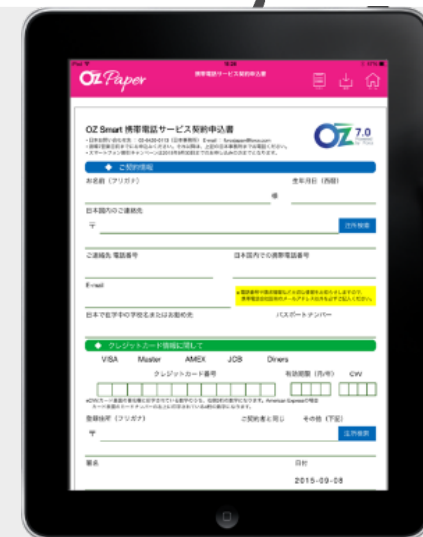 iPad
16:26
97%
OZ Paper
携帯電話サービス契約申込書
OZ Smart 携帯電話サービス契約申込書
OZ 7.0
ご契約情報
お名前(フリガナ)
生年月日(西暦)
様
日本国内のご連絡先
〒
住所検索
ご連絡先 電話番号
日本国内での携帯電話番号
E-mail
日本で在学中の学校名またはお勤め先
パスポートナンバー
クレジットカード情報に関して
VISA Master AMEX JCB Diners
クレジットカード番号
有効期限(月/年)
CVV
登録住所(フリガナ)
ご契約者と同じ
その他(下記)
〒
住所検索
署名
日付
2015-09-08